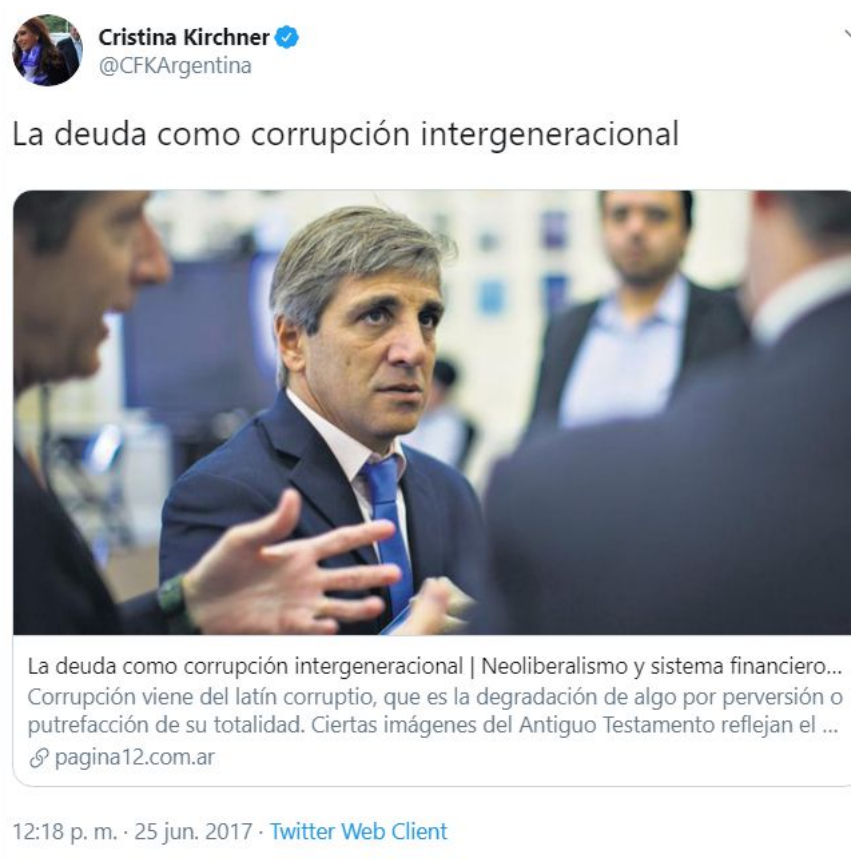 Cristina Kirchner
@CFKArgentina
La deuda como corrupción intergeneracional
La deuda como corrupción intergeneracional | Neoliberalismo y sistema financiero...
Corrupción viene del latín corruptio, que es la degradación de algo por perversión o
putrefacción de su totalidad. Ciertas imágenes del Antiguo Testamento reflejan el ...
pagina12.com.ar
12:18 p. m. · 25 jun. 2017 · Twitter Web Client